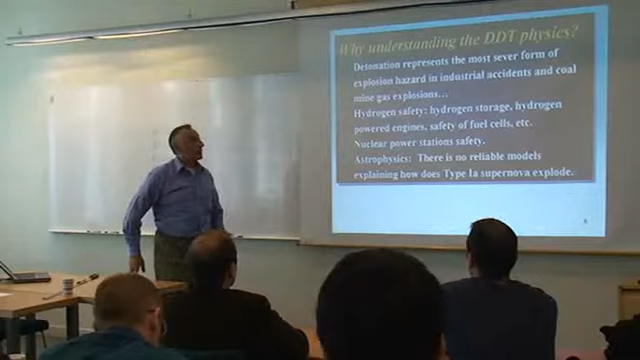 Why understanding the DDT physics?
Detonation represents the most sever form of
explosion hazard in industrial accidents and coal
mine gas explosions...
Hydrogen safety: hydrogen storage, hydrogen
powered engines, safety of fuel cells, etc.
Nuclear power stations safety.
Astrophysics: There is no reliable models
explaining how does Type Ia supernova explode.